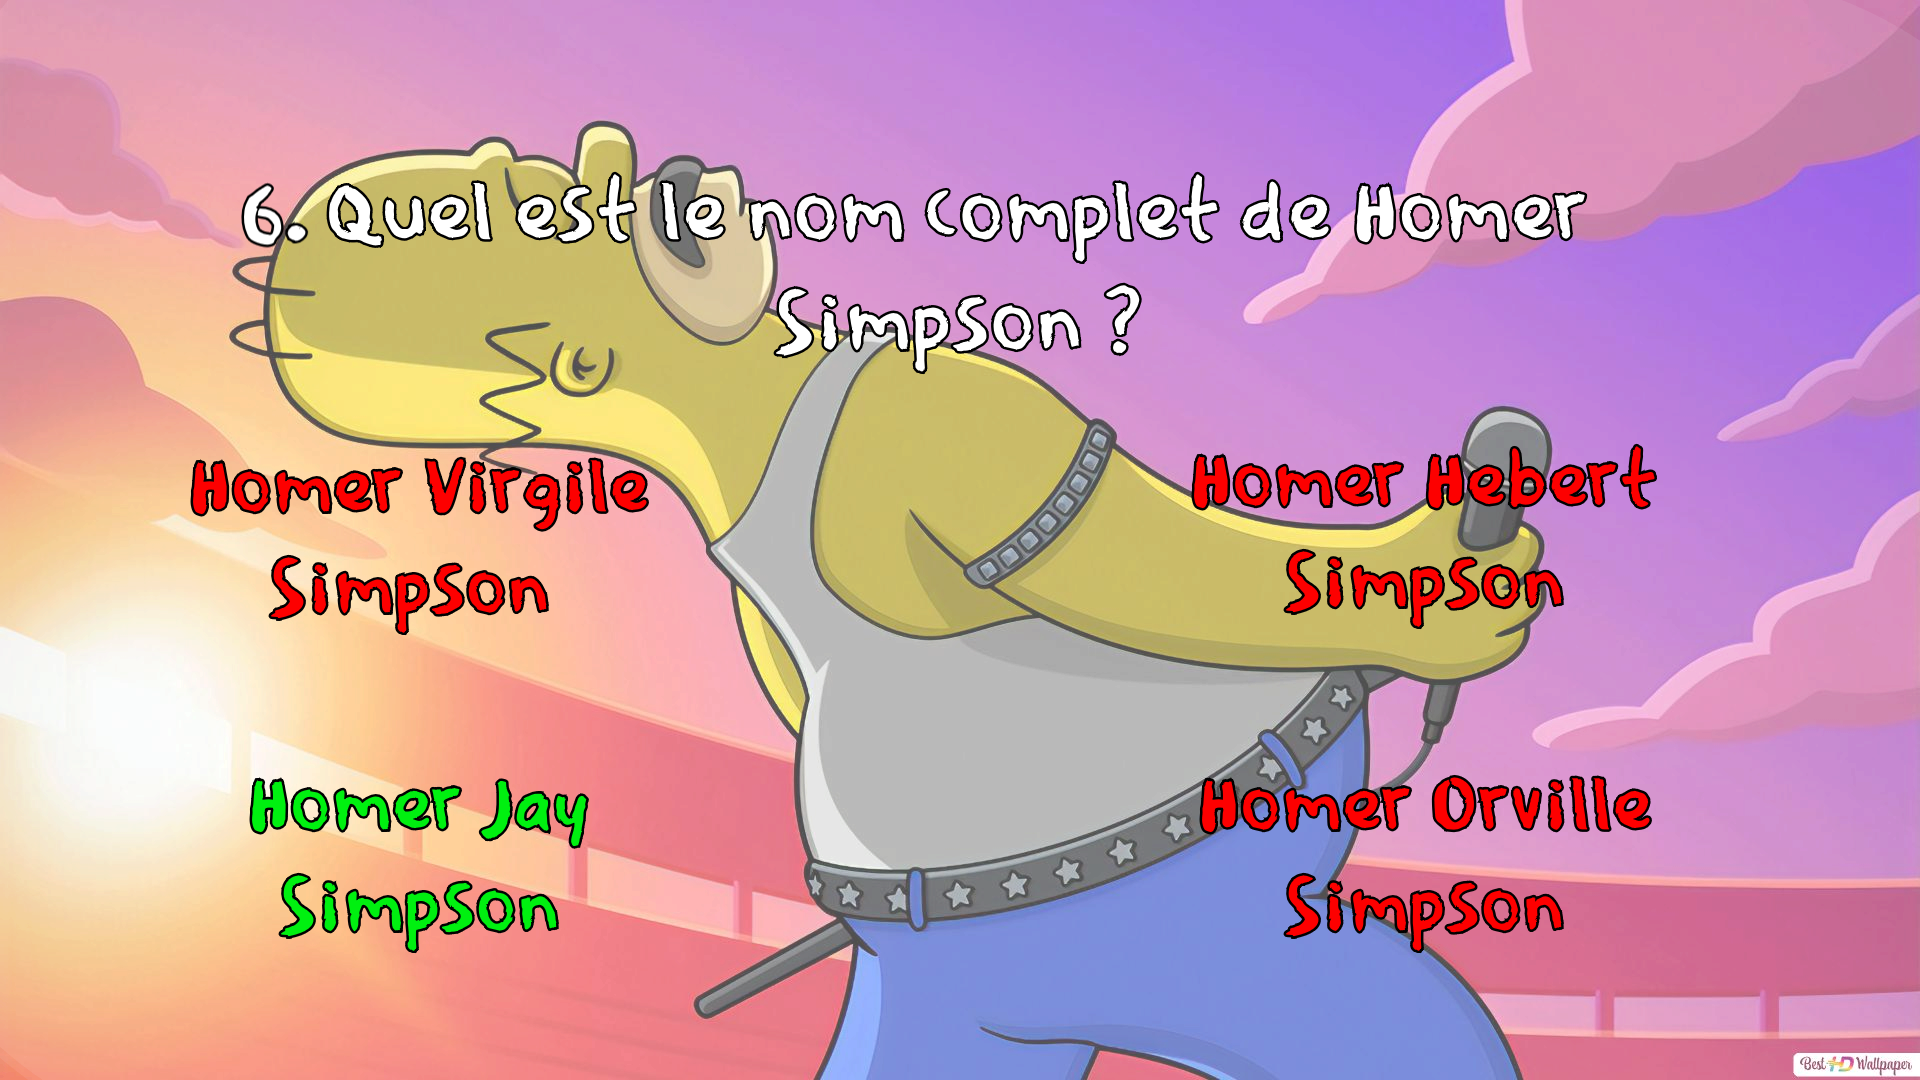 6. Quel est le nom complet de Homer
Simpson ?
Homer Virgile
Simpson
Homer Hebert
Simpson
Homer Jay
Simpson
Homer Orville
Simpson
Best HD Wallpaper